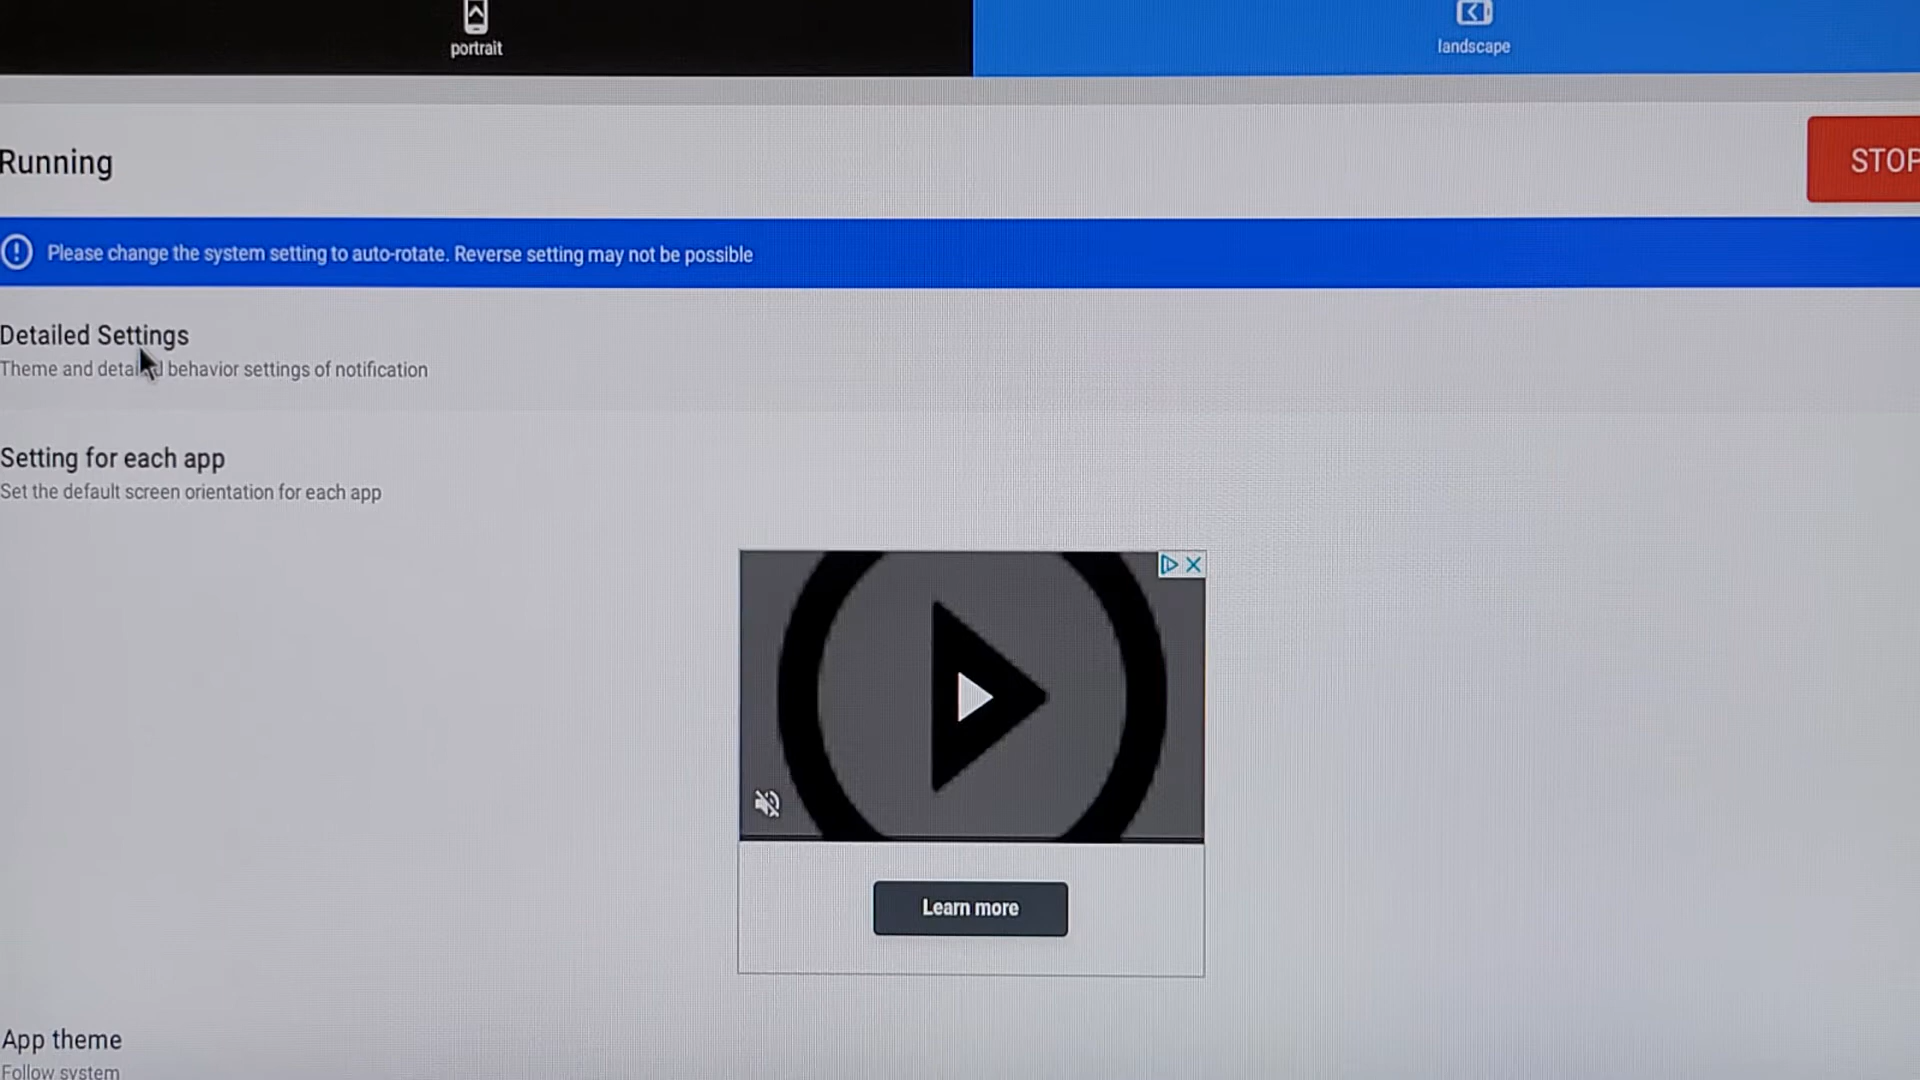 portrait
landscape
Running
STOP
Please change the system setting to auto-rotate. Reverse setting may not be possible
Detailed Settings
Theme and detailed behavior settings of notification
Setting for each app
Set the default screen orientation for each app
Learn more
App theme
Follow system